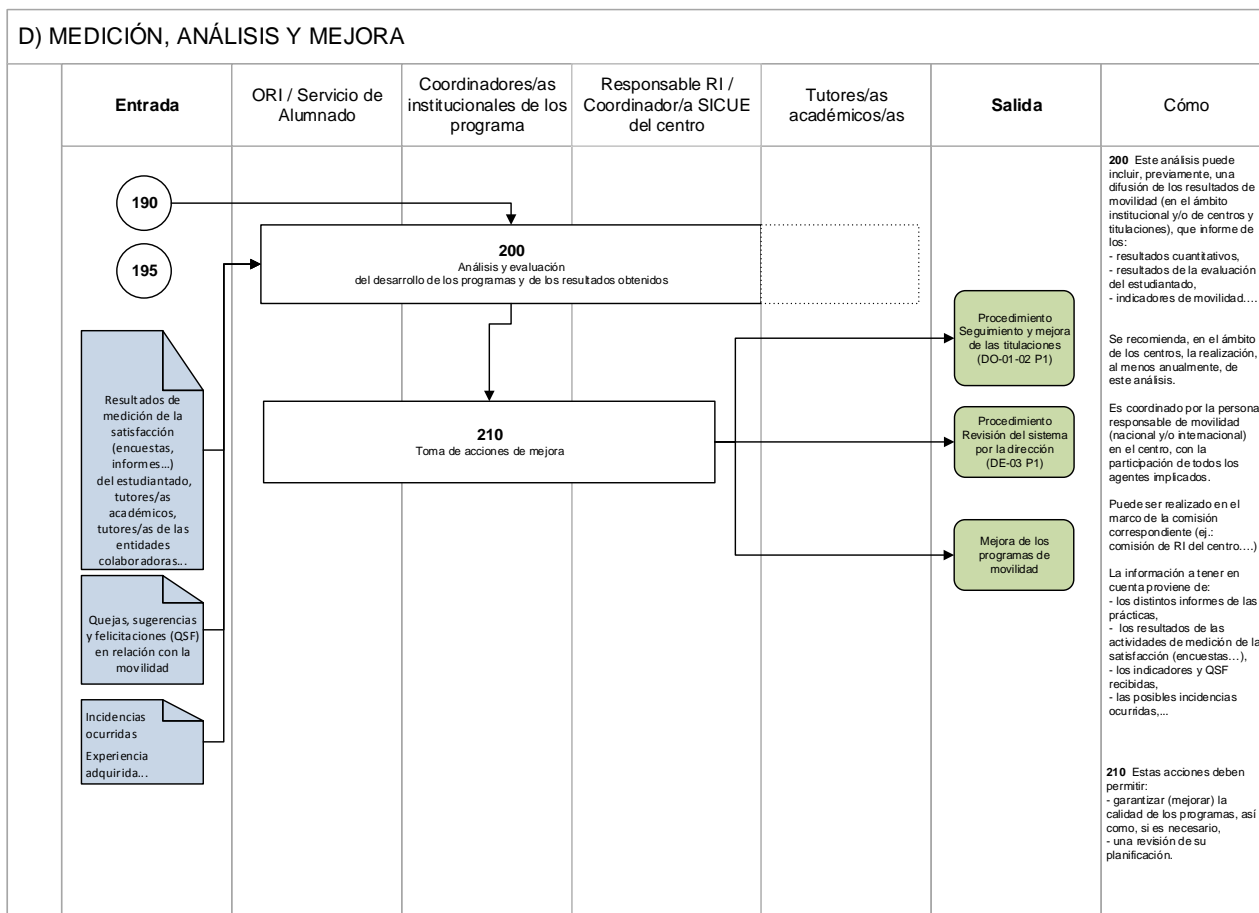 D) MEDICIÓN, ANÁLISIS Y MEJORA
Entrada
ORI / Servicio de
Alumnado
Coordinadores/as
institucionales de los
programa
Responsable RI /
Coordinador/a SICUE
del centro
Tutores/as
académicos/as
Salida
Cómo
190
195
200
Análisis y evaluación
del desarrollo de los programas y de los resultados obtenidos
210
Toma de acciones de mejora
Resultados de
medición de la
satisfacción
(encuestas,
informes...)
del estudiantado,
tutores/as
académicos,
tutores/as de las
entidades
colaboradoras...
Quejas, sugerencias
y felicitaciones (QSF)
en relación con la
movilidad
Incidencias
ocurridas
Experiencia
adquirida...
Procedimiento
Seguimiento y mejora
de las titulaciones
(DO-01-02 P1)
Procedimiento
Revisión del sistema
por la dirección
(DE-03 P1)
Mejora de los
programas de
movilidad
200 Este análisis puede
incluir, previamente, una
difusión de los resultados de
movilidad (en el ámbito
institucional y/o de centros y
titulaciones), que informe de
los:
- resultados cuantitativos,
- resultados de la evaluación
del estudiantado,
- indicadores de movilidad....
Se recomienda, en el ámbito
de los centros, la realización,
al menos anualmente, de
este análisis.
Es coordinado por la persona
responsable de movilidad
(nacional y/o internacional)
en el centro, con la
participación de todos los
agentes implicados.
Puede ser realizado en el
marco de la comisión
correspondiente (ej.:
comisión de RI del centro....)
La información a tener en
cuenta proviene de:
- los distintos informes de las
prácticas,
- los resultados de las
actividades de medición de la
satisfacción (encuestas...),
- los indicadores y QSF
recibidas,
- las posibles incidencias
ocurridas,...
210 Estas acciones deben
permitir:
- garantizar (mejorar) la
calidad de los programas, así
como, si es necesario,
- una revisión de su
planificación.